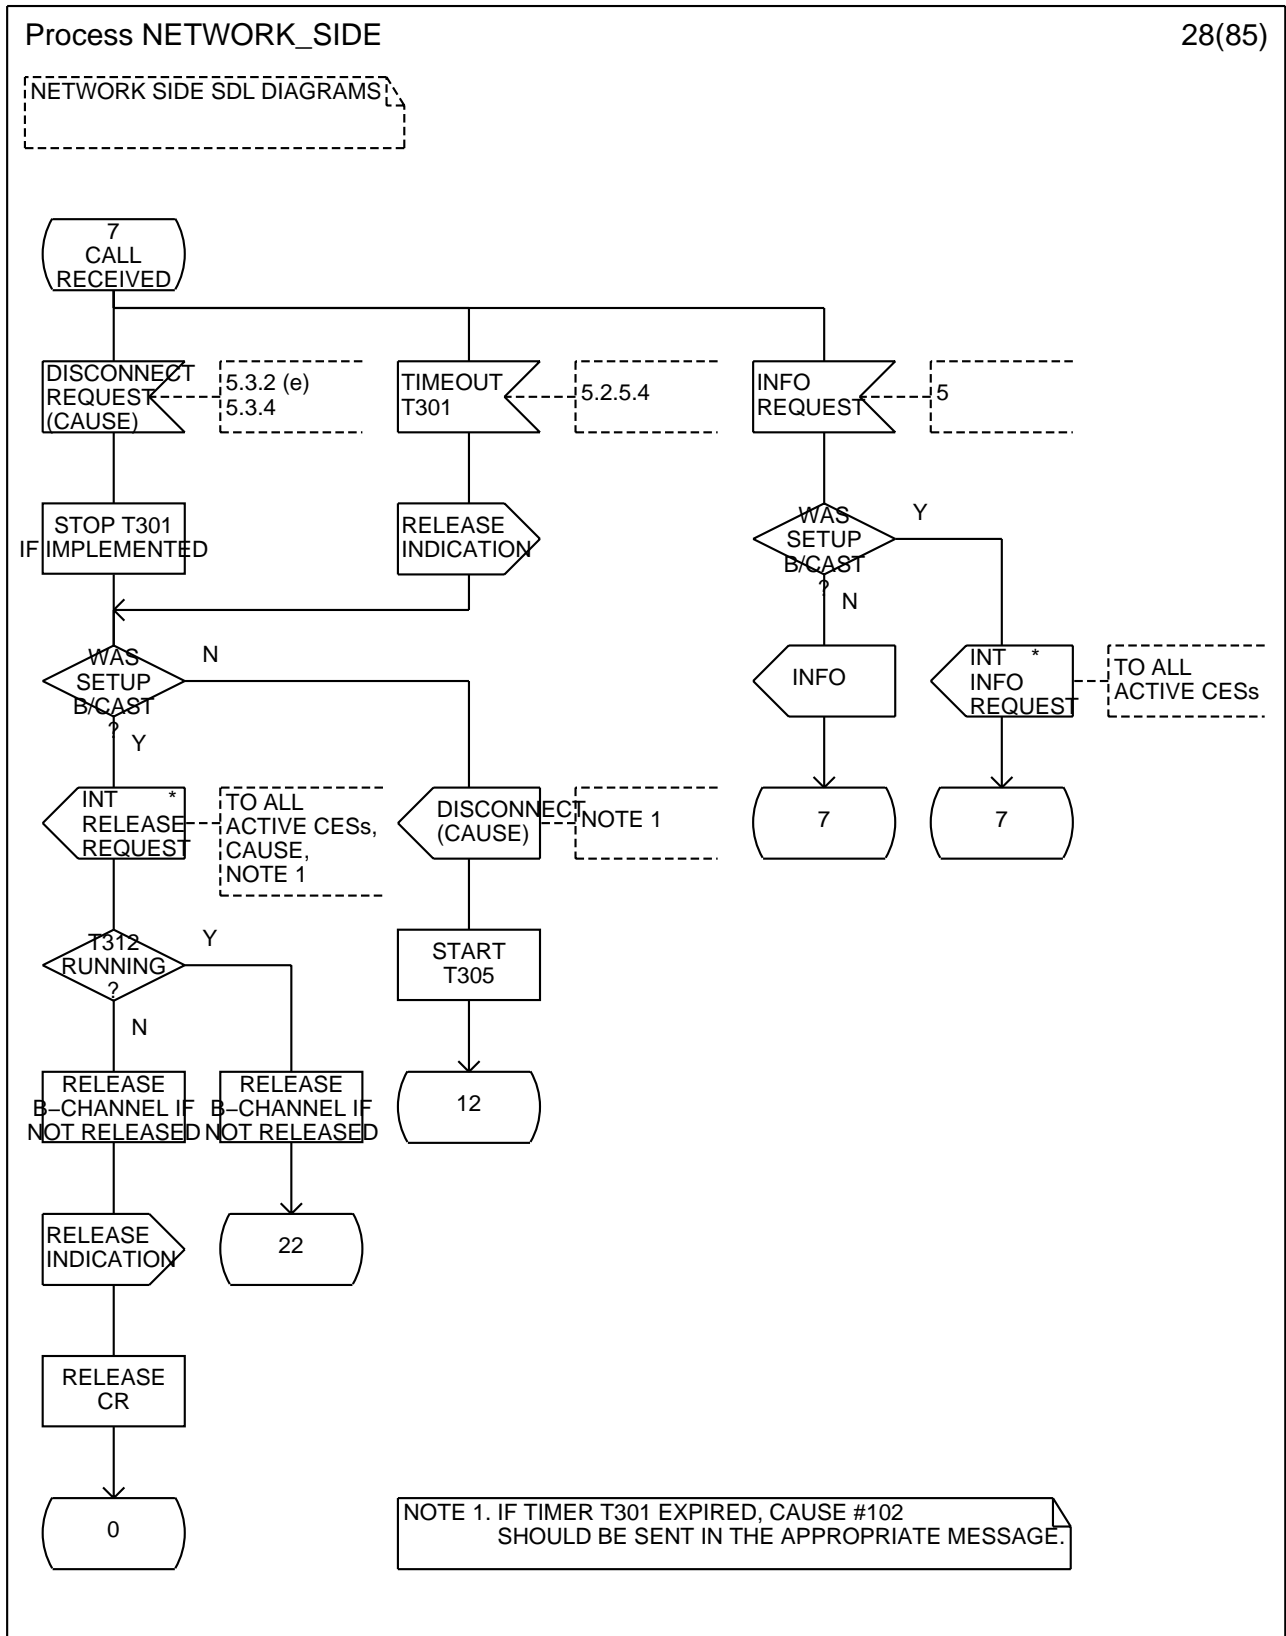 Process NETWORK_SIDE
28(85)
NETWORK SIDE SDL DIAGRAMS
7
CALL
RECEIVED
DISCONNECT
REQUEST
(CAUSE)
5.3.2 (e)
5.3.4
TIMEOUT
T301
5.2.5.4
INFO
REQUEST
5
STOP T301
IF IMPLEMENTED
RELEASE
INDICATION
WAS
SETUP
B/CAST
?
Y
N
WAS
SETUP
B/CAST
?
N
Y
INFO
INT *
INFO
REQUEST
TO ALL
ACTIVE CESs
INT *
RELEASE
REQUEST
TO ALL
ACTIVE CESs,
CAUSE,
NOTE 1
DISCONNECT
(CAUSE)
NOTE 1
7
7
T312
RUNNING
?
Y
N
START
T305
RELEASE
B−CHANNEL IF
NOT RELEASED
RELEASE
B−CHANNEL IF
NOT RELEASED
12
RELEASE
INDICATION
22
RELEASE
CR
0
NOTE 1. IF TIMER T301 EXPIRED, CAUSE #102
SHOULD BE SENT IN THE APPROPRIATE MESSAGE.